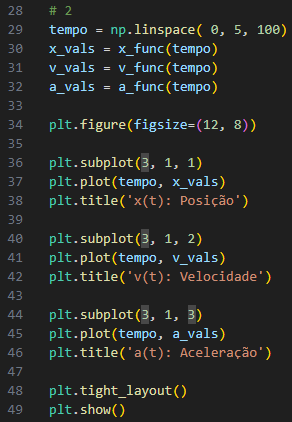 28 # 2
29 tempo = np.linspace( 0, 5, 100)
30 x_vals = x_func(tempo)
31 v_vals = v_func(tempo)
32 a_vals = a_func(tempo)
33
34 plt.figure(figsize=(12, 8))
35
36 plt.subplot(3, 1, 1)
37 plt.plot(tempo, x_vals)
38 plt.title('x(t): Posição')
39
40 plt.subplot(3, 1, 2)
41 plt.plot(tempo, v_vals)
42 plt.title('v(t): Velocidade')
43
44 plt.subplot(3, 1, 3)
45 plt.plot(tempo, a_vals)
46 plt.title('a(t): Aceleração')
47
48 plt.tight_layout()
49 plt.show()